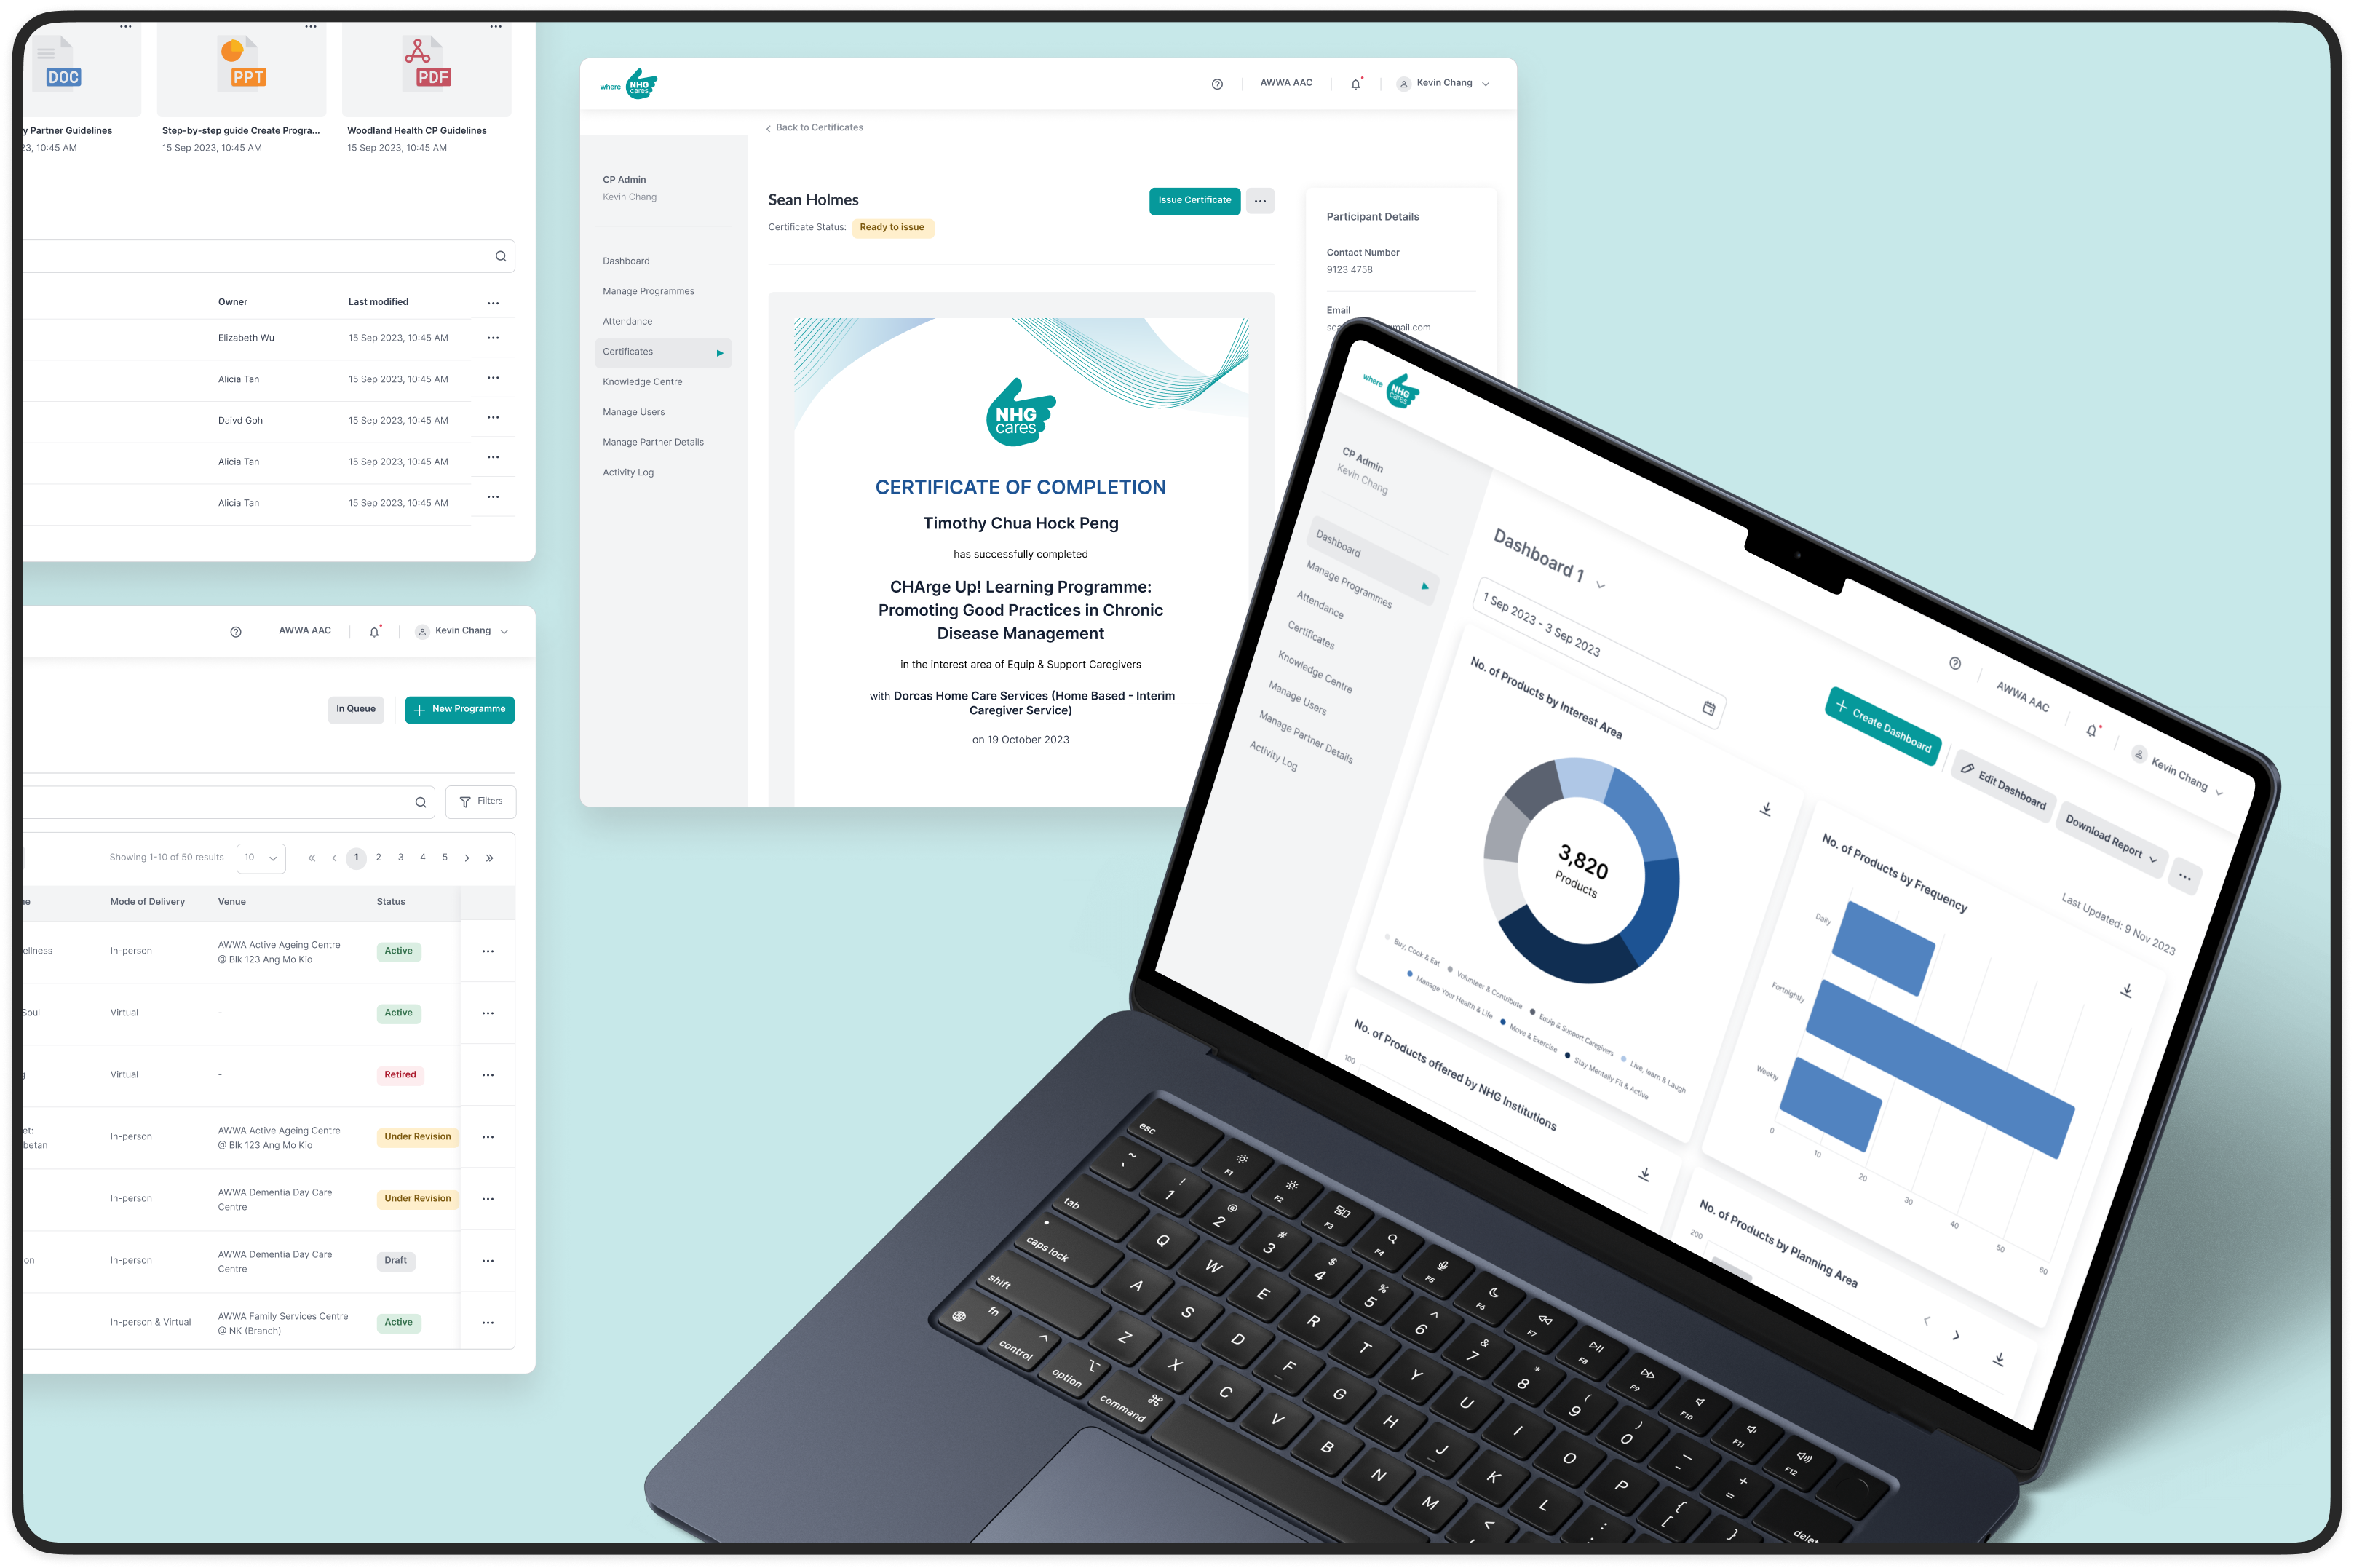 DOC
PPT
PDF
y Partner Guidelines
Step-by-step guide Create Progra...
Woodland Health CP Guidelines
23, 10:45 AM
15 Sep 2023, 10:45 AM
15 Sep 2023, 10:45 AM
Owner
Last modified
Elizabeth Wu
15 Sep 2023, 10:45 AM
Alicia Tan
15 Sep 2023, 10:45 AM
Daivd Goh
15 Sep 2023, 10:45 AM
Alicia Tan
15 Sep 2023, 10:45 AM
Alicia Tan
15 Sep 2023, 10:45 AM
AWWA AAC
Kevin Chang
In Queue
New Programme
Filters
Showing 1-10 of 50 results
10
1 2 3 4 5
Mode of Delivery
Venue
Status
ellness
In-person
AWWA Active Ageing Centre
@ Blk 123 Ang Mo Kio
Active
Soul
Virtual
-
Active
Virtual
-
Retired
et:
betan
In-person
AWWA Active Ageing Centre
@ Blk 123 Ang Mo Kio
Under Revision
In-person
AWWA Dementia Day Care
Centre
Under Revision
on
In-person
AWWA Dementia Day Care
Centre
Draft
In-person & Virtual
AWWA Family Services Centre
@ NK (Branch)
Active
where NHG
cares
AWWA AAC
Kevin Chang
Back to Certificates
CP Admin
Kevin Chang
Dashboard
Manage Programmes
Attendance
Certificates
Knowledge Centre
Manage Users
Manage Partner Details
Activity Log
Sean Holmes
Issue Certificate
Certificate Status: Ready to issue
Participant Details
Contact Number
9123 4758
Email
sea
mail.com
NHG
cares
CERTIFICATE OF COMPLETION
Timothy Chua Hock Peng
has successfully completed
CHArge Up! Learning Programme:
Promoting Good Practices in Chronic
Disease Management
in the interest area of Equip & Support Caregivers
with Dorcas Home Care Services (Home Based - Interim
Caregiver Service)
on 19 October 2023
where NHG
cares
AWWA AAC
Kevin Chang
CP Admin
Kevin Chang
Dashboard
Manage Programmes
Attendance
Certificates
Knowledge Centre
Manage Users
Manage Partner Details
Activity Log
Dashboard 1
Create Dashboard
Edit Dashboard
Download Report
1 Sep 2023 - 3 Sep 2023
Last Updated: 9 Nov 2023
No. of Products by Interest Area
3,820
Products
Buy, Cook & Eat
Volunteer & Contribute
Equip & Support Caregivers
Live, learn & Laugh
Manage Your Health & Life
Move & Exercise
Stay Mentally Fit & Active
No. of Products by Frequency
Daily
Fortnightly
Weekly
0 10 20 30 40 50 60
No. of Products offered by NHG Institutions
100
No. of Products by Planning Area
200
esc F1 F2 F3 F4 F5 F6 F7 F8 F9 F10 F11 F12
~ ` ! 1 @ 2 # 3 $ 4 % 5 ^ 6 & 7 * 8 ( 9 ) 0 _ - + = delete
tab Q W E R T Y U I O P { [ }
caps lock A S D F G H J K L : ;
shift Z X C V B N M <
fn control option command